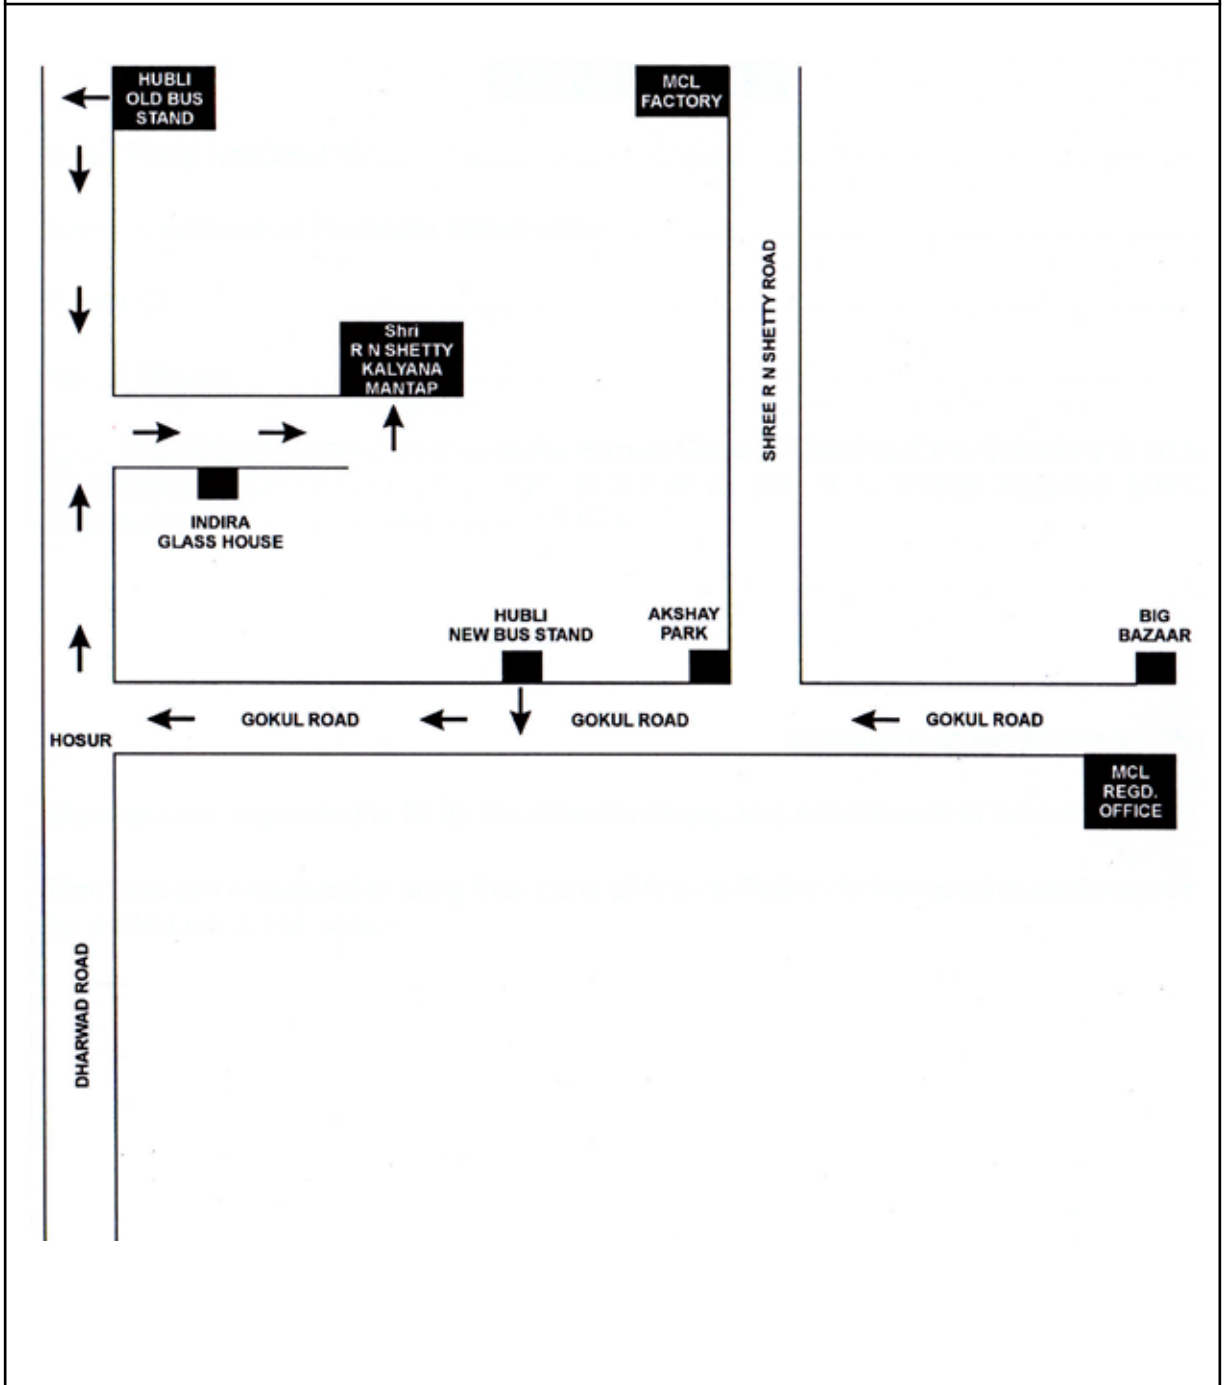 HUBLI
OLD BUS
STAND
MCL
FACTORY
SHREE R N SHETTY ROAD
Shri
R N SHETTY
KALYANA
MANTAP
INDIRA
GLASS HOUSE
HUBLI
NEW BUS STAND
AKSHAY
PARK
BIG
BAZAAR
GOKUL ROAD
GOKUL ROAD
GOKUL ROAD
HOSUR
MCL
REGD.
OFFICE
DHARWAD ROAD